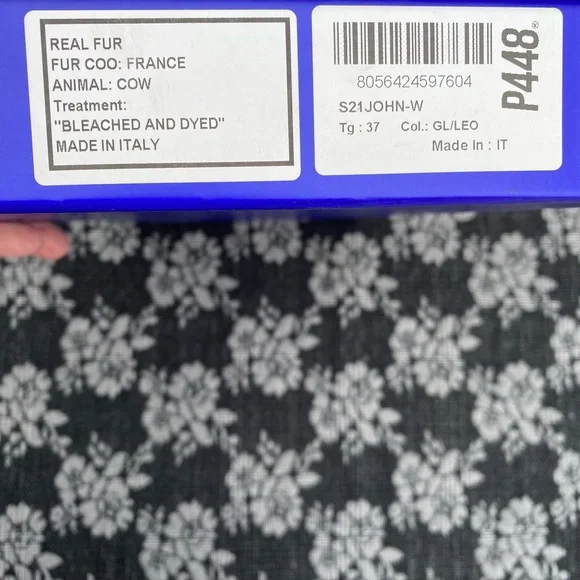 REAL FUR
FUR COO: FRANCE
ANIMAL: COW
Treatment:
"BLEACHED AND DYED"
MADE IN ITALY
8056424597604
S21JOHN-W
Tg : 37 Col.: GL/LEO
Made In : IT
P448®